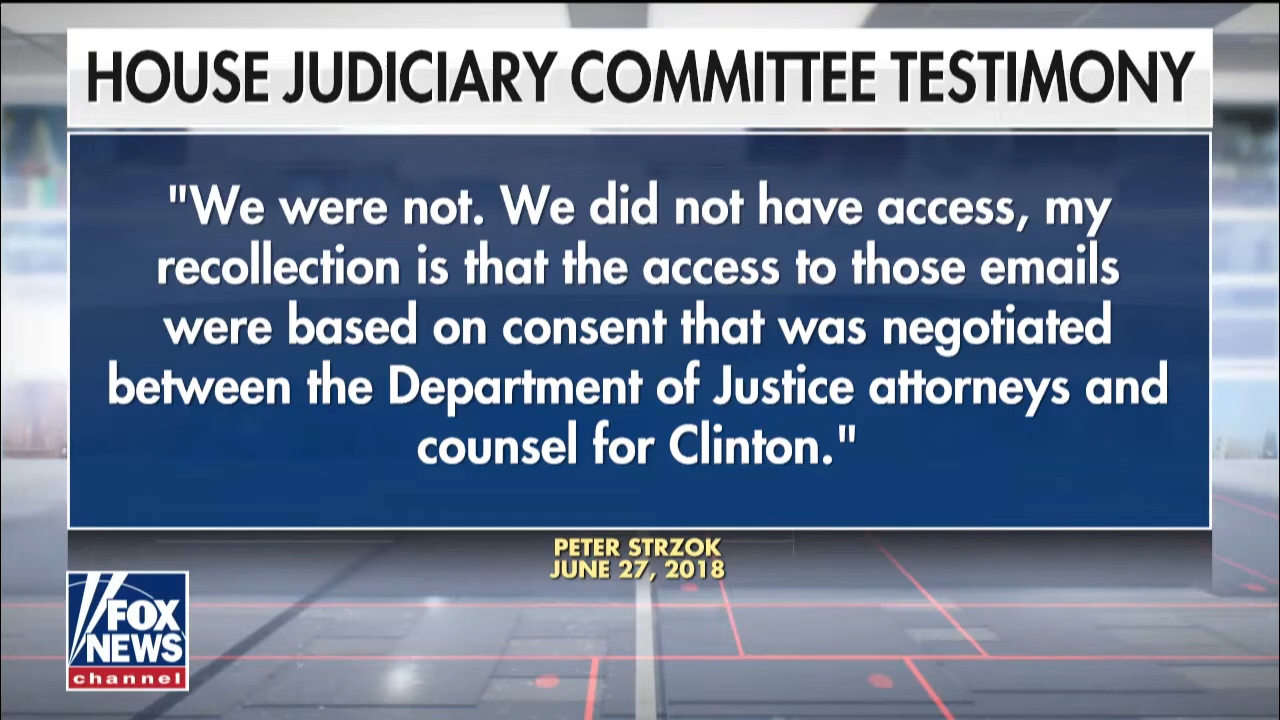 HOUSE JUDICIARY COMMITTEE TESTIMONY
"We were not. We did not have access, my
recollection is that the access to those emails
were based on consent that was negotiated
between the Department of Justice attorneys and
counsel for Clinton."
PETER STRZOK
JUNE 27, 2018
FOX
NEWS
channel